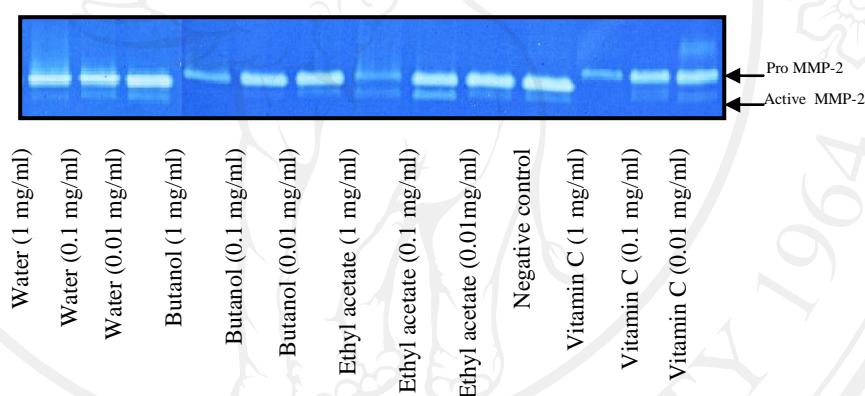 Pro MMP-2
Active MMP-2
Water (1 mg/ml)
Water (0.1 mg/ml)
Water (0.01 mg/ml)
Butanol (1 mg/ml)
Butanol (0.1 mg/ml)
Butanol (0.01 mg/ml)
Ethyl acetate (1 mg/ml)
Ethyl acetate (0.1 mg/ml)
Ethyl acetate (0.01mg/ml)
Negative control
Vitamin C (1 mg/ml)
Vitamin C (0.1 mg/ml)
Vitamin C (0.01 mg/ml)
TY 1964